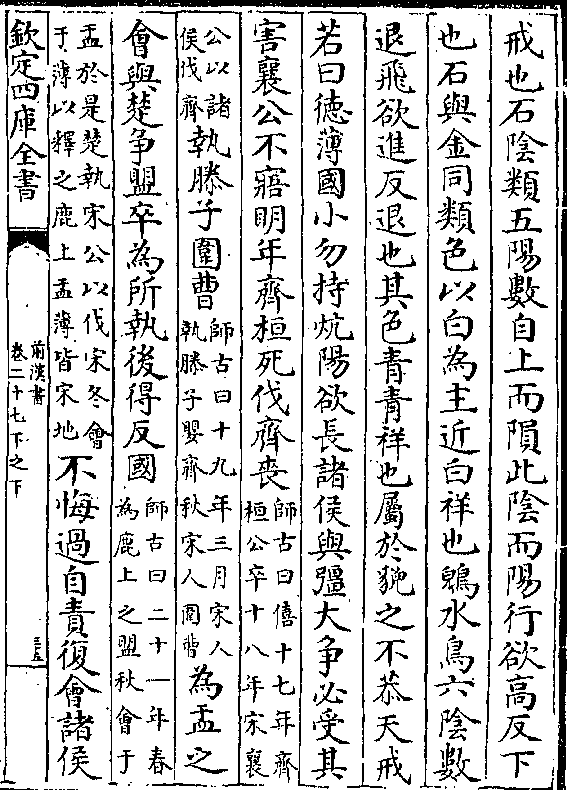 戒也石陰類五陽數自上而隕此陰而陽行欲高反下
也石與金同類色以白為主近白祥也鶂水鳥六陰數
退飛欲進反退也其色青青祥也屬於貌之不恭天戒
若曰徳薄國小勿持炕陽欲長諸侯與彊大争必受其
害襄公不寤明年齊桓死伐齊喪師古曰僖十七年齊桓公卒十八年宋襄
公以諸侯伐齊執滕子圍曹師古曰十九年三月宋人執滕子嬰齊秋宋人圍曹為盂之
會與楚争盟卒為所執後得反國師古曰二十一年春為鹿上之盟秋會于
盂於是楚執宋公以伐宋冬會于薄以釋之鹿上盂薄皆宋地不悔過自責復會諸侯
欽定四庫全書
前漢書
卷二十七下之下